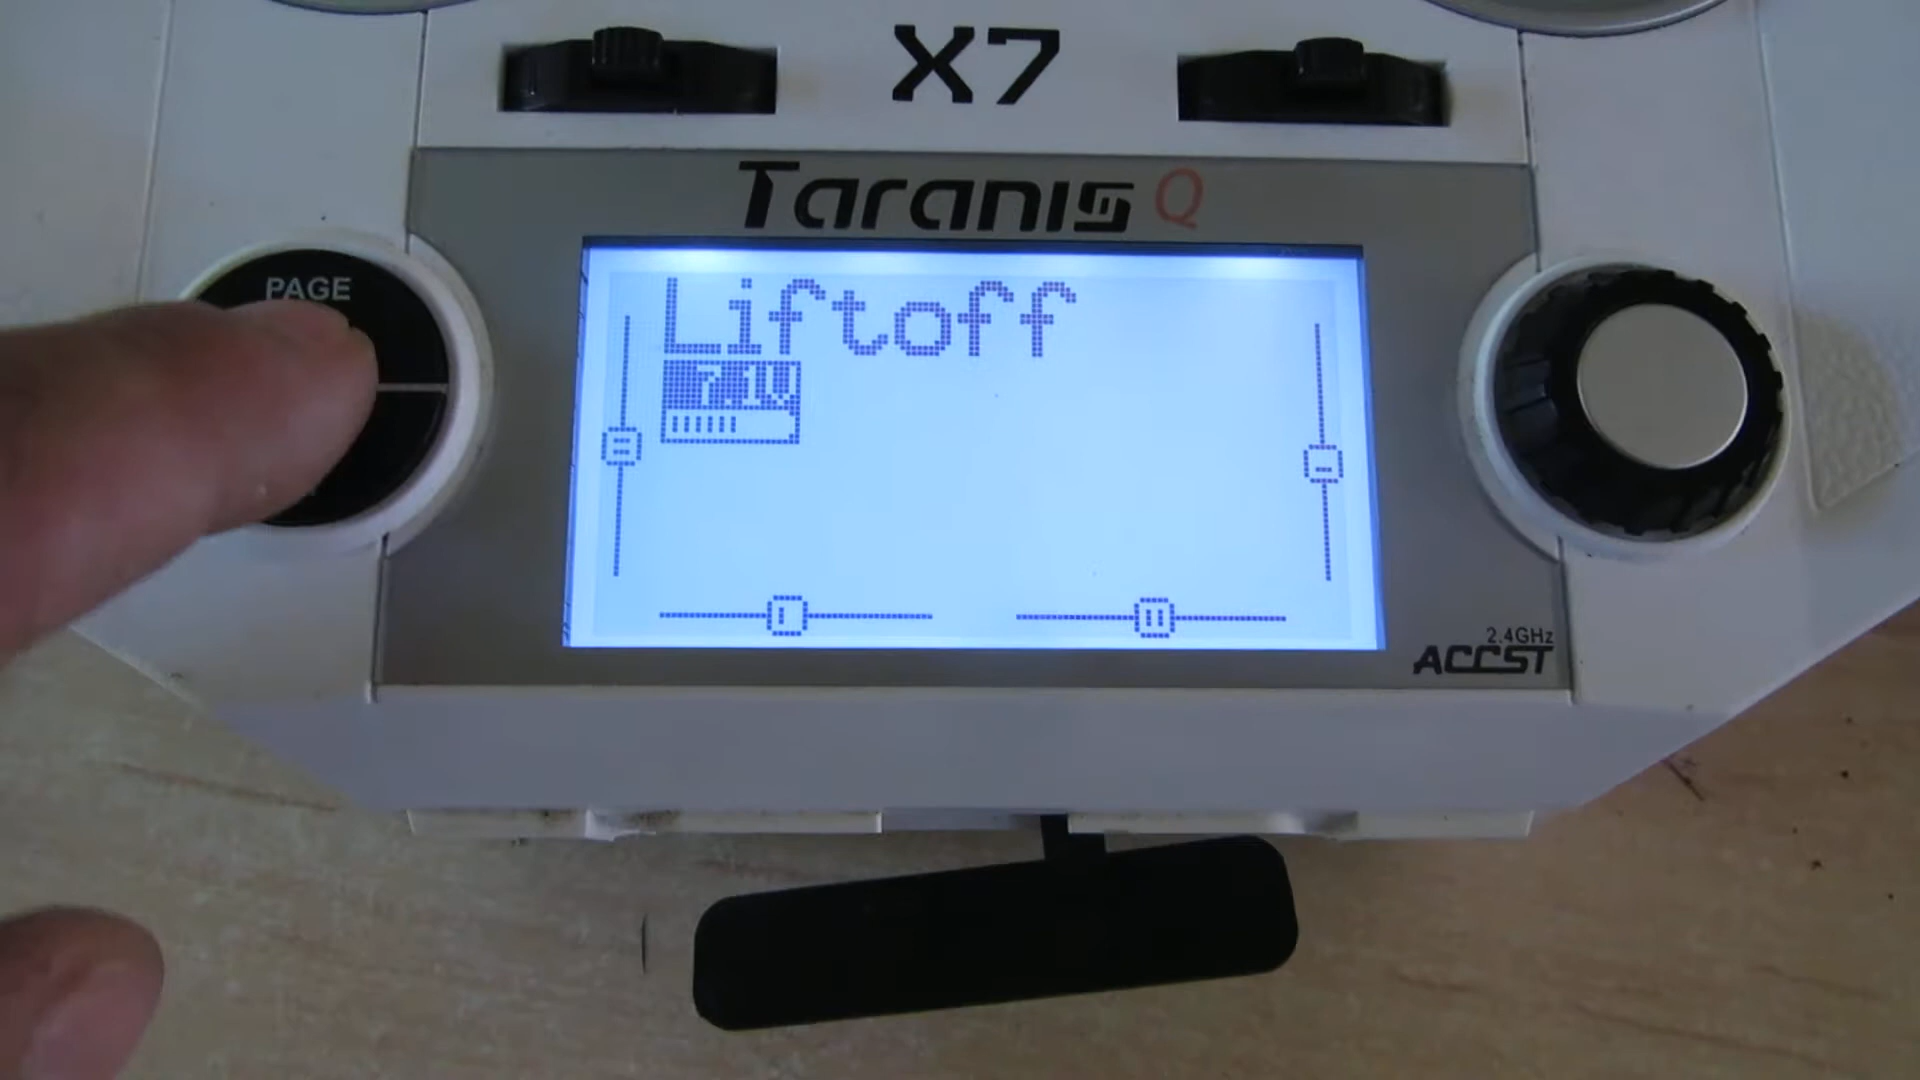 X7
Taranis Q
PAGE
Liftoff
7.1V
2.4GHz
ACCST